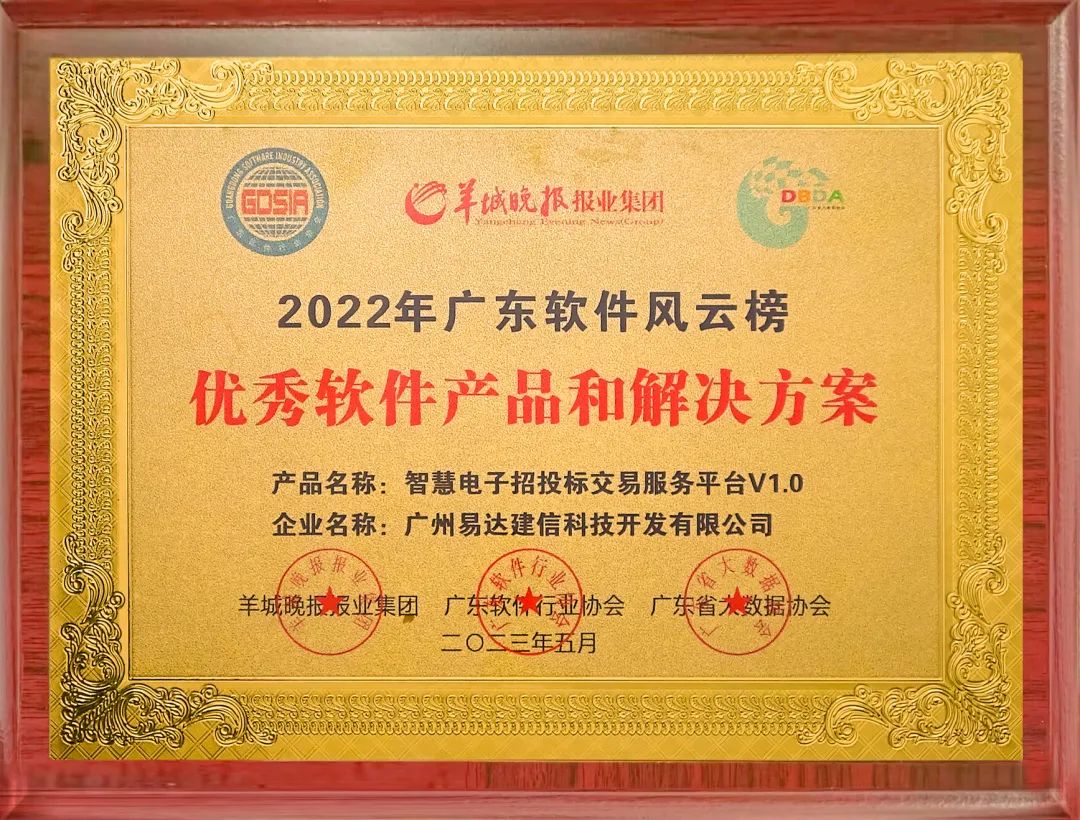 GUANGDONG SOFTWARE INDUSTRY ASSOCIATION
GDSIA
羊城晚报报业集团
Yangcheng Evening News(Group)
DBDA
2022年广东软件风云榜
优秀软件产品和解决方案
产品名称：智慧电子招投标交易服务平台V1.0
企业名称：广州易达建信科技开发有限公司
羊城晚报报业集团 广东软件行业协会 广东省大数据协会
二〇二三年五月